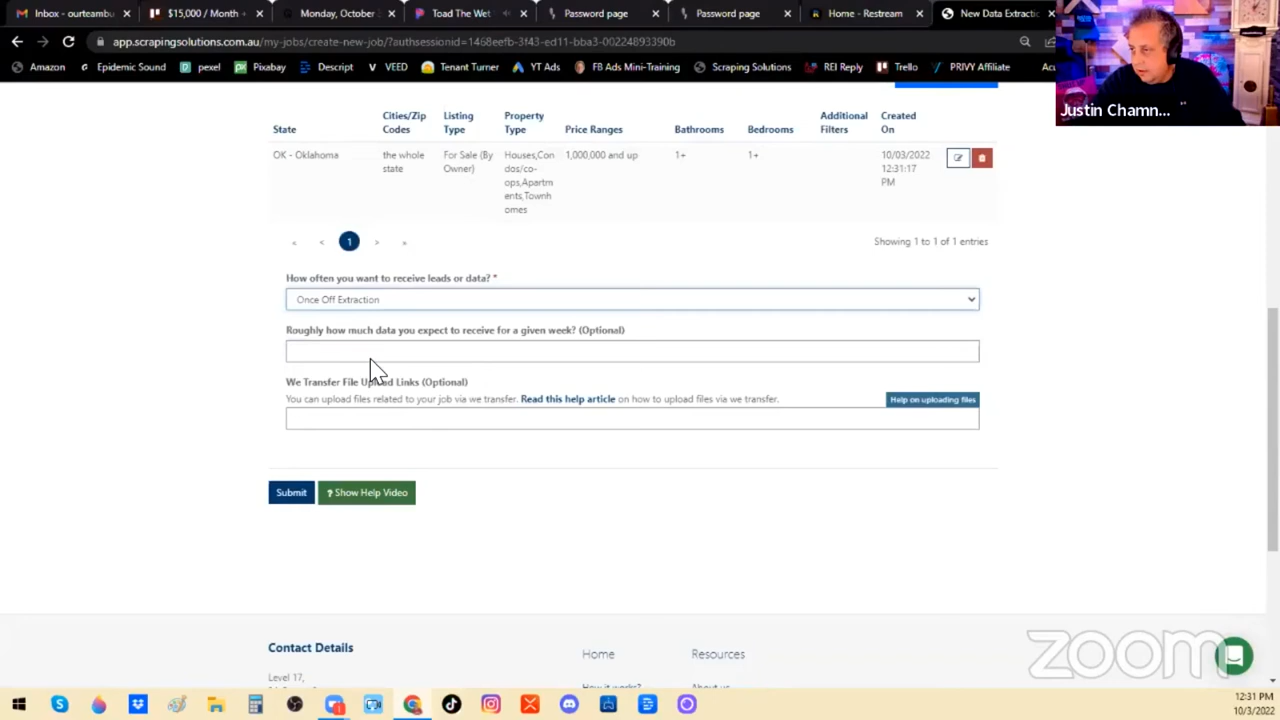 Inbox - ourteambu
$15,000 / Month +
Monday, October
Toad The Wet
Password page
Password page
Home - Restream
New Data Extractic
app.scrapingsolutions.com.au/my-jobs/create-new-job/?authsessionid=1468eefb-3f43-ed11-bba3-00224893390b
Amazon
Epidemic Sound
pexel
Pixabay
Descript
VEED
Tenant Turner
YT Ads
FB Ads Mini-Training
Scraping Solutions
REI Reply
Trello
PRIVY Affiliate
Justin Chamn...
State
Cities/Zip
Codes
Listing
Type
Property
Type
Price Ranges
Bathrooms
Bedrooms
Additional
Filters
Created
On
OK - Oklahoma
the whole
state
For Sale (By
Owner)
Houses,Con
dos/co-
ops,Apartm
ents,Townh
omes
1,000,000 and up
1+
1+
10/03/2022
12:31:17
PM
« < 1 > »
Showing 1 to 1 of 1 entries
How often you want to receive leads or data? *
Once Off Extraction
Roughly how much data you expect to receive for a given week? (Optional)
We Transfer File Upload Links (Optional)
You can upload files related to your job via we transfer. Read this help article on how to upload files via we transfer.
Help on uploading files
Submit
? Show Help Video
Contact Details
Home
Resources
Level 17,
zoom
12:31 PM
10/3/2022